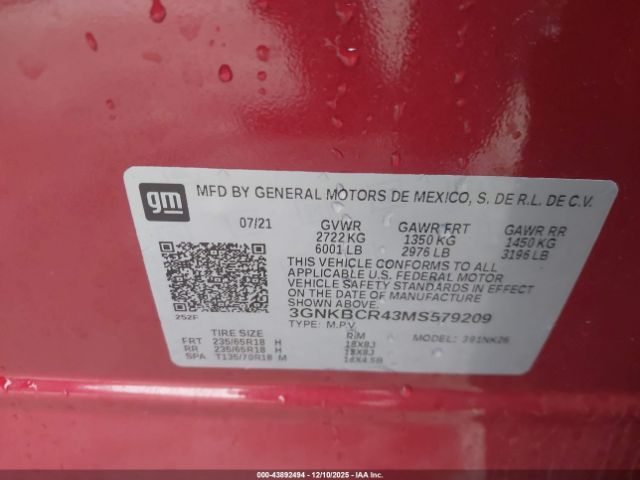 gm
MFD BY GENERAL MOTORS DE MEXICO, S. DE R.L. DE C.V.
07/21 GVWR GAWR FRT GAWR RR
2722 KG 1350 KG 1450 KG
6001 LB 2976 LB 3196 LB
THIS VEHICLE CONFORMS TO ALL
APPLICABLE U.S. FEDERAL MOTOR
VEHICLE SAFETY STANDARDS IN
EFFECT ON THE DATE OF MANUFACTURE
SHOWN ABOVE.
3GNKBCR43MS579209
252F TYPE: M.P.V.
TIRE SIZE RIM MODEL: 391NK26
FRT 235/65R18 H 18X8J
RR 235/65R18 H 18X8J
SPA T135/70R18 M 18X4.5B
000-43892494 - 12/10/2025 - IAA Inc.